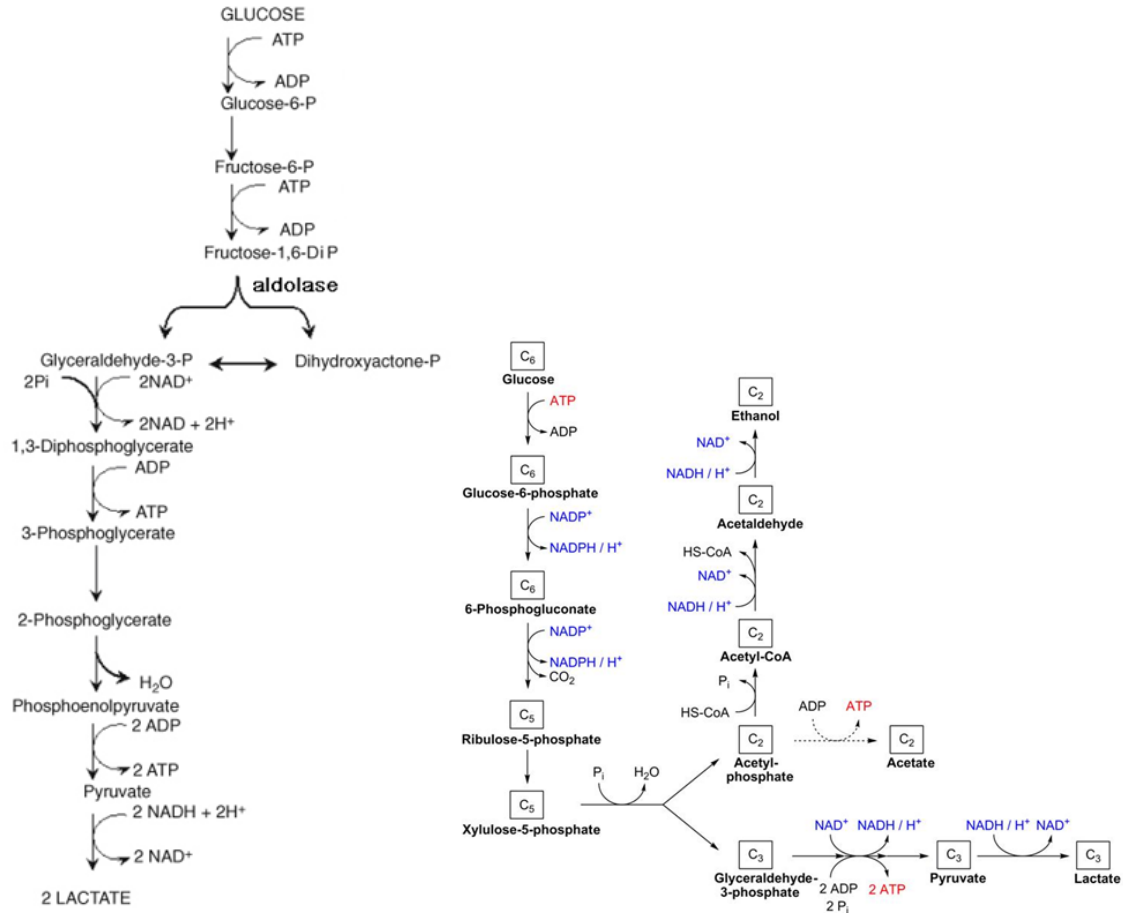 GLUCOSE
ATP
ADP
Glucose-6-P
Fructose-6-P
ATP
ADP
Fructose-1,6-Di P
aldolase
Glyceraldehyde-3-P
Dihydroxyactone-P
2Pi
2NAD⁺
2NAD + 2H⁺
1,3-Diphosphoglycerate
ADP
ATP
3-Phosphoglycerate
2-Phosphoglycerate
H₂O
Phosphoenolpyruvate
2 ADP
2 ATP
Pyruvate
2 NADH + 2H⁺
2 NAD⁺
2 LACTATE
C₆
Glucose
ATP
ADP
C₆
Glucose-6-phosphate
NADP⁺
NADPH / H⁺
C₆
6-Phosphogluconate
NADP⁺
NADPH / H⁺
CO₂
C₅
Ribulose-5-phosphate
C₅
Xylulose-5-phosphate
Pᵢ
H₂O
C₂
Ethanol
NAD⁺
NADH / H⁺
C₂
Acetaldehyde
HS-CoA
NAD⁺
NADH / H⁺
C₂
Acetyl-CoA
Pᵢ
HS-CoA
C₂
Acetyl-
phosphate
ADP
ATP
C₂
Acetate
C₃
Glyceraldehyde-
3-phosphate
NAD⁺
NADH / H⁺
2 ADP
2 Pᵢ
2 ATP
C₃
Pyruvate
NADH / H⁺
NAD⁺
C₃
Lactate